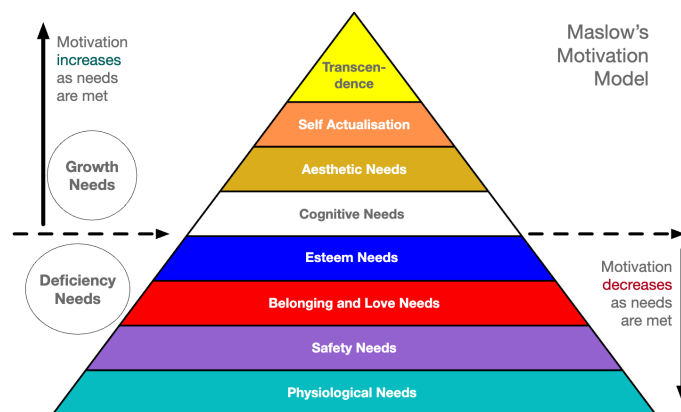 Motivation
increases
as needs
are met
Maslow's
Motivation
Model
Transcen-
dence
Self Actualisation
Growth
Needs
Aesthetic Needs
Cognitive Needs
Deficiency
Needs
Esteem Needs
Motivation
decreases
as needs
are met
Belonging and Love Needs
Safety Needs
Physiological Needs